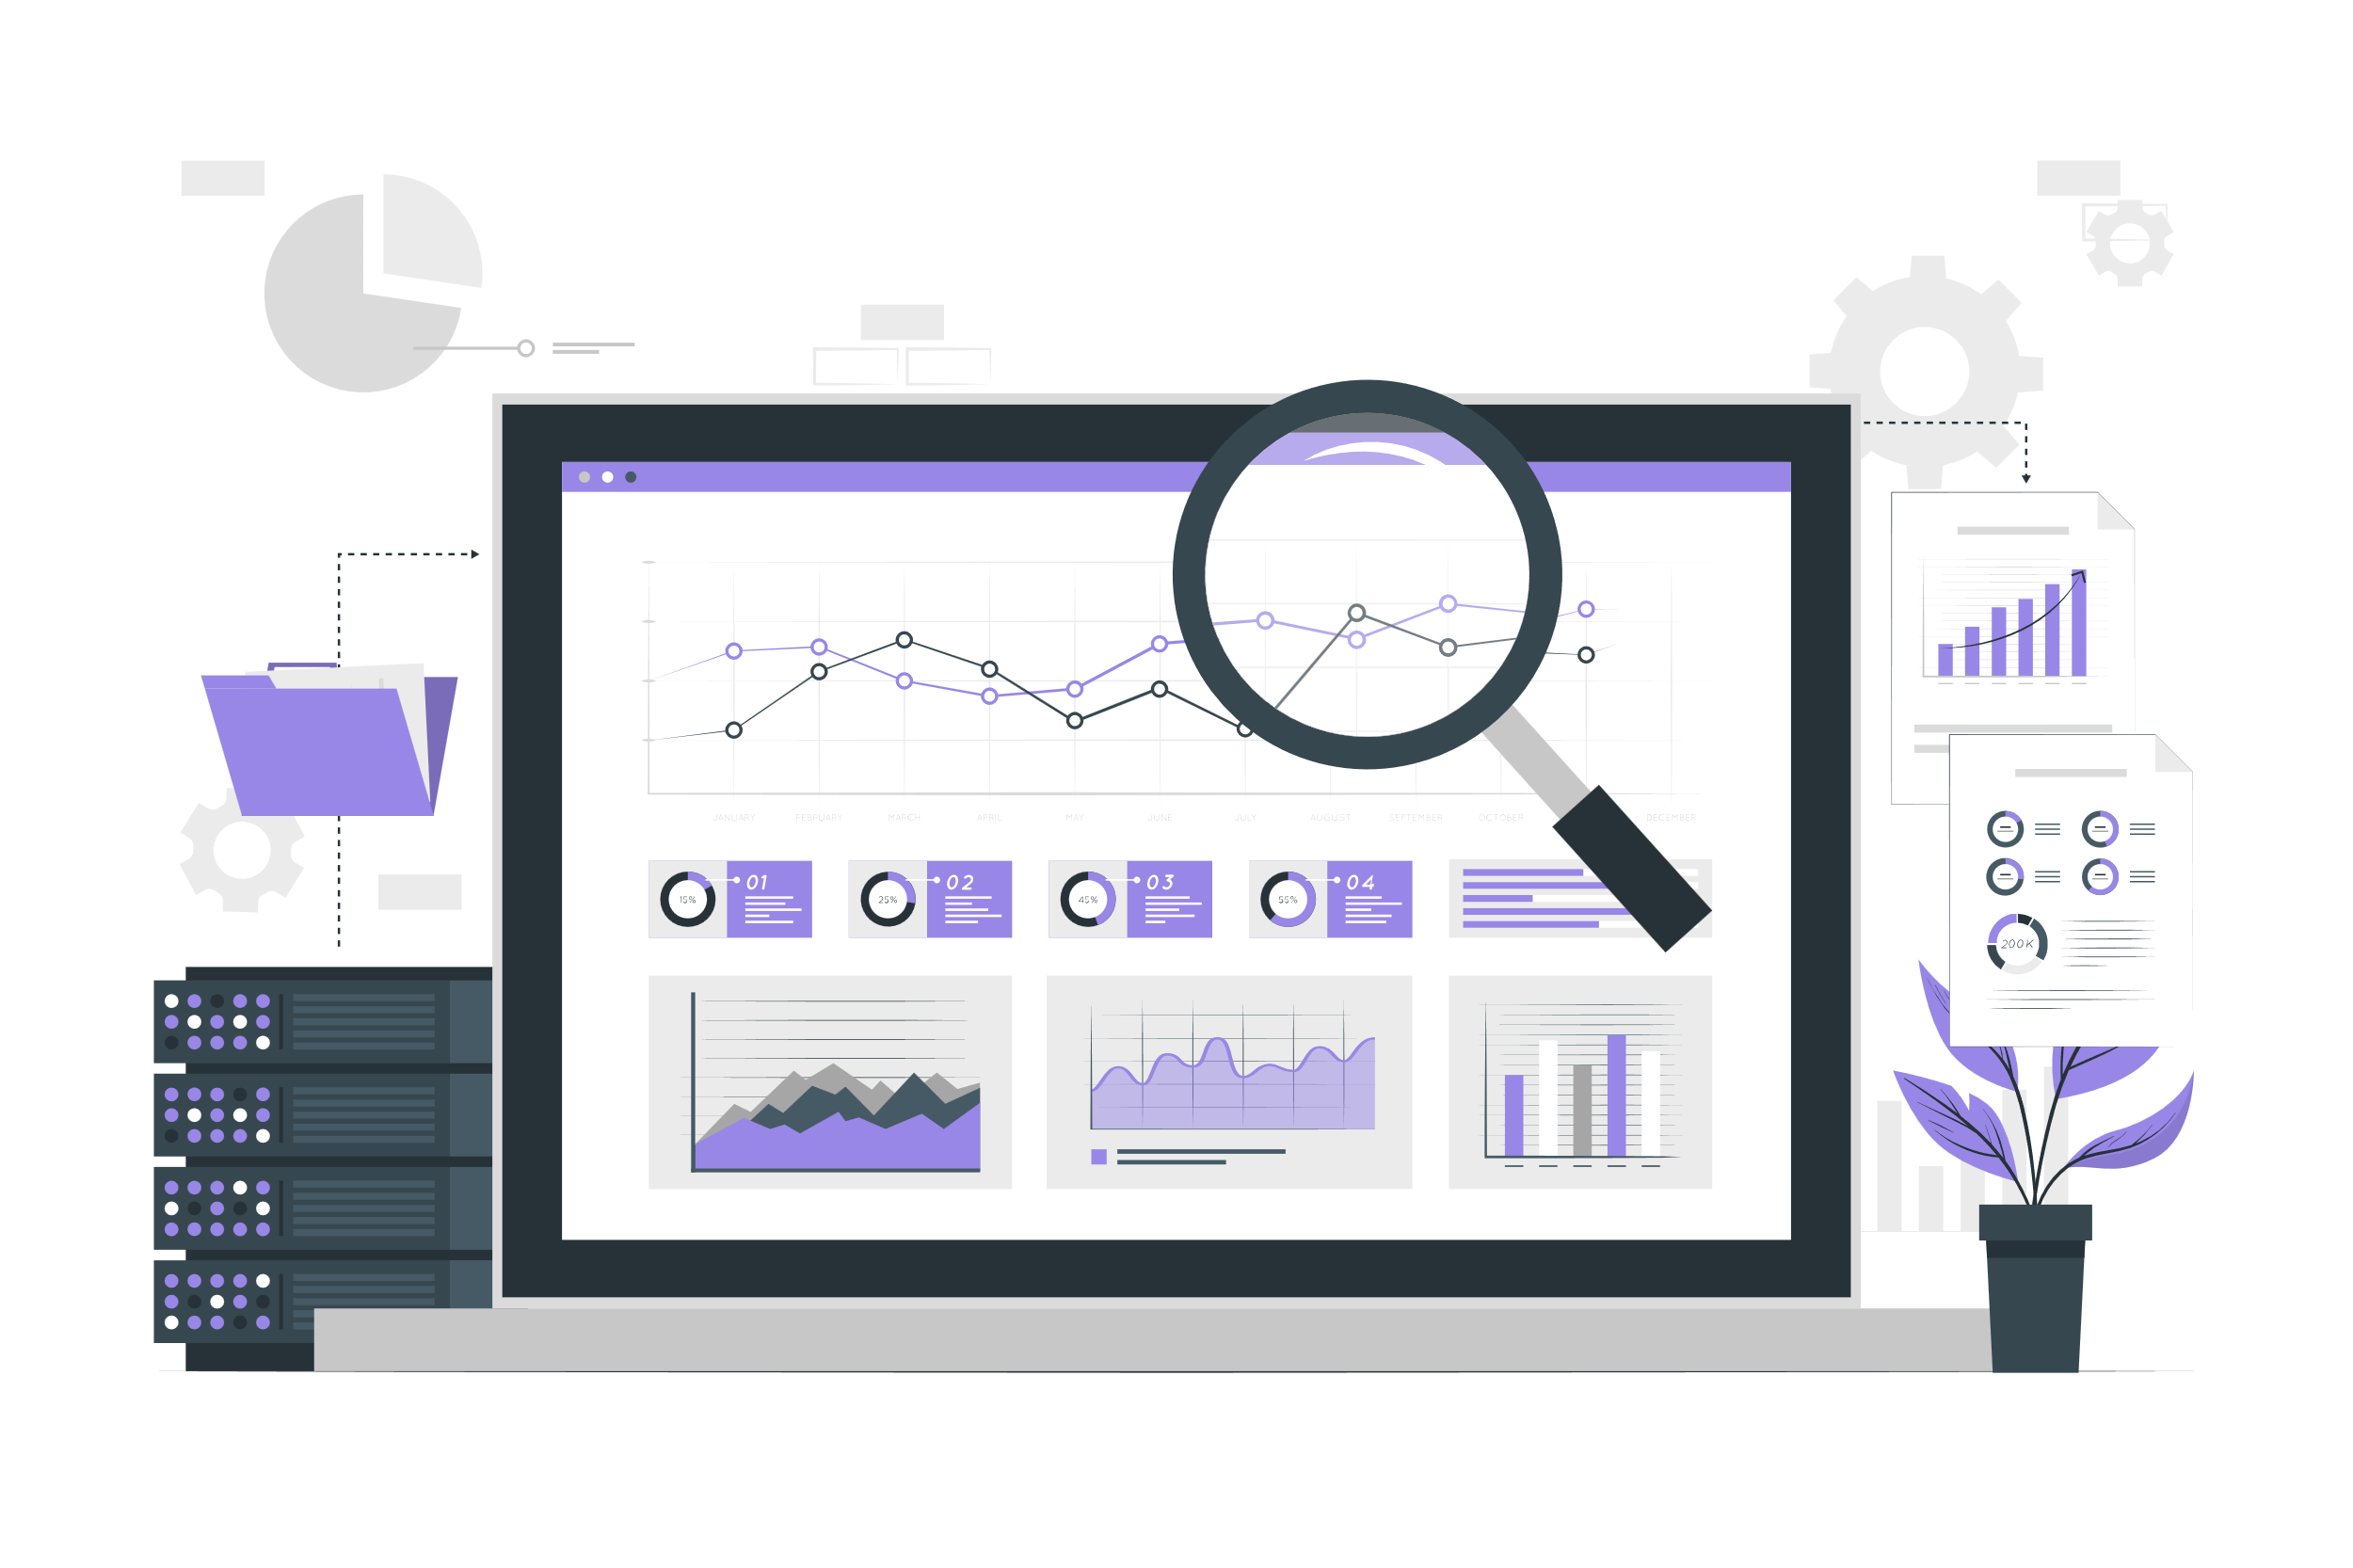 JANUARY FEBRUARY MARCH APRIL MAY JUNE JULY AUGUST SEPTEMBER OCTOBER DECEMBER
01 02 03 04
15% 25% 45% 55%
200K